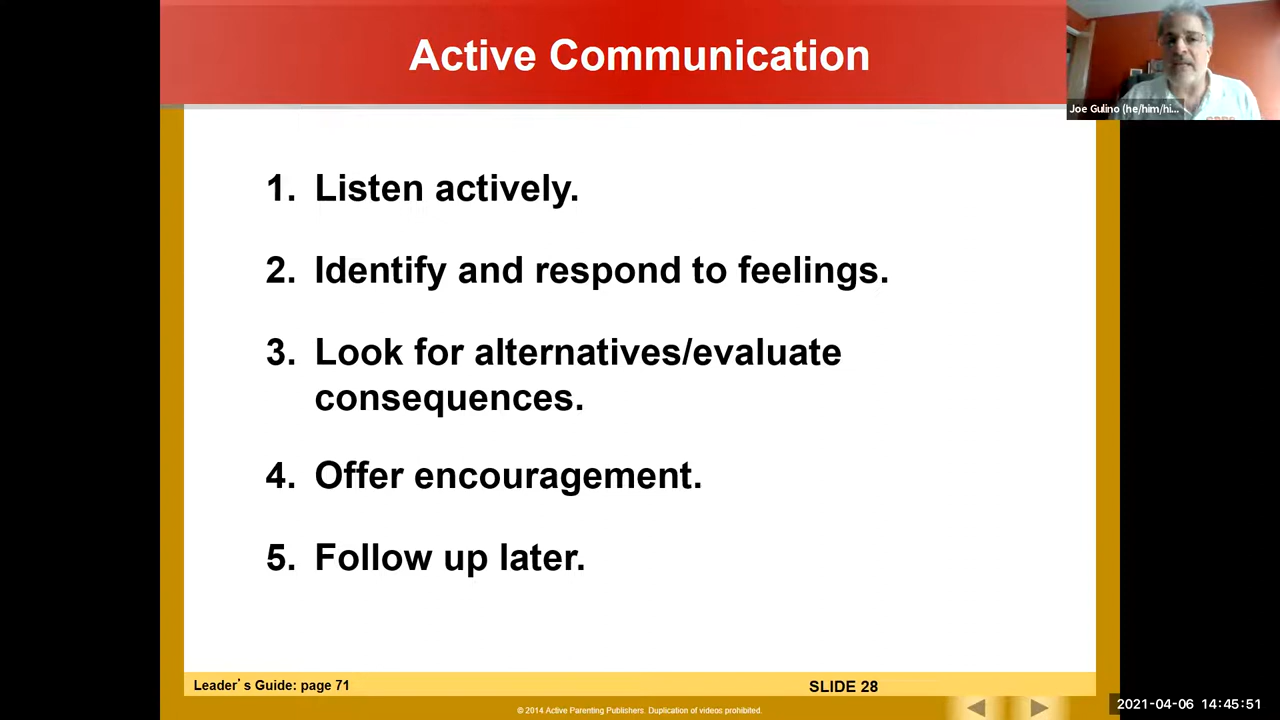 Active Communication
Joe Gulino (he/him/hi...
1. Listen actively.
2. Identify and respond to feelings.
3. Look for alternatives/evaluate
consequences.
4. Offer encouragement.
5. Follow up later.
Leader's Guide: page 71
SLIDE 28
© 2014 Active Parenting Publishers. Duplication of videos prohibited.
2021-04-06 14:45:51